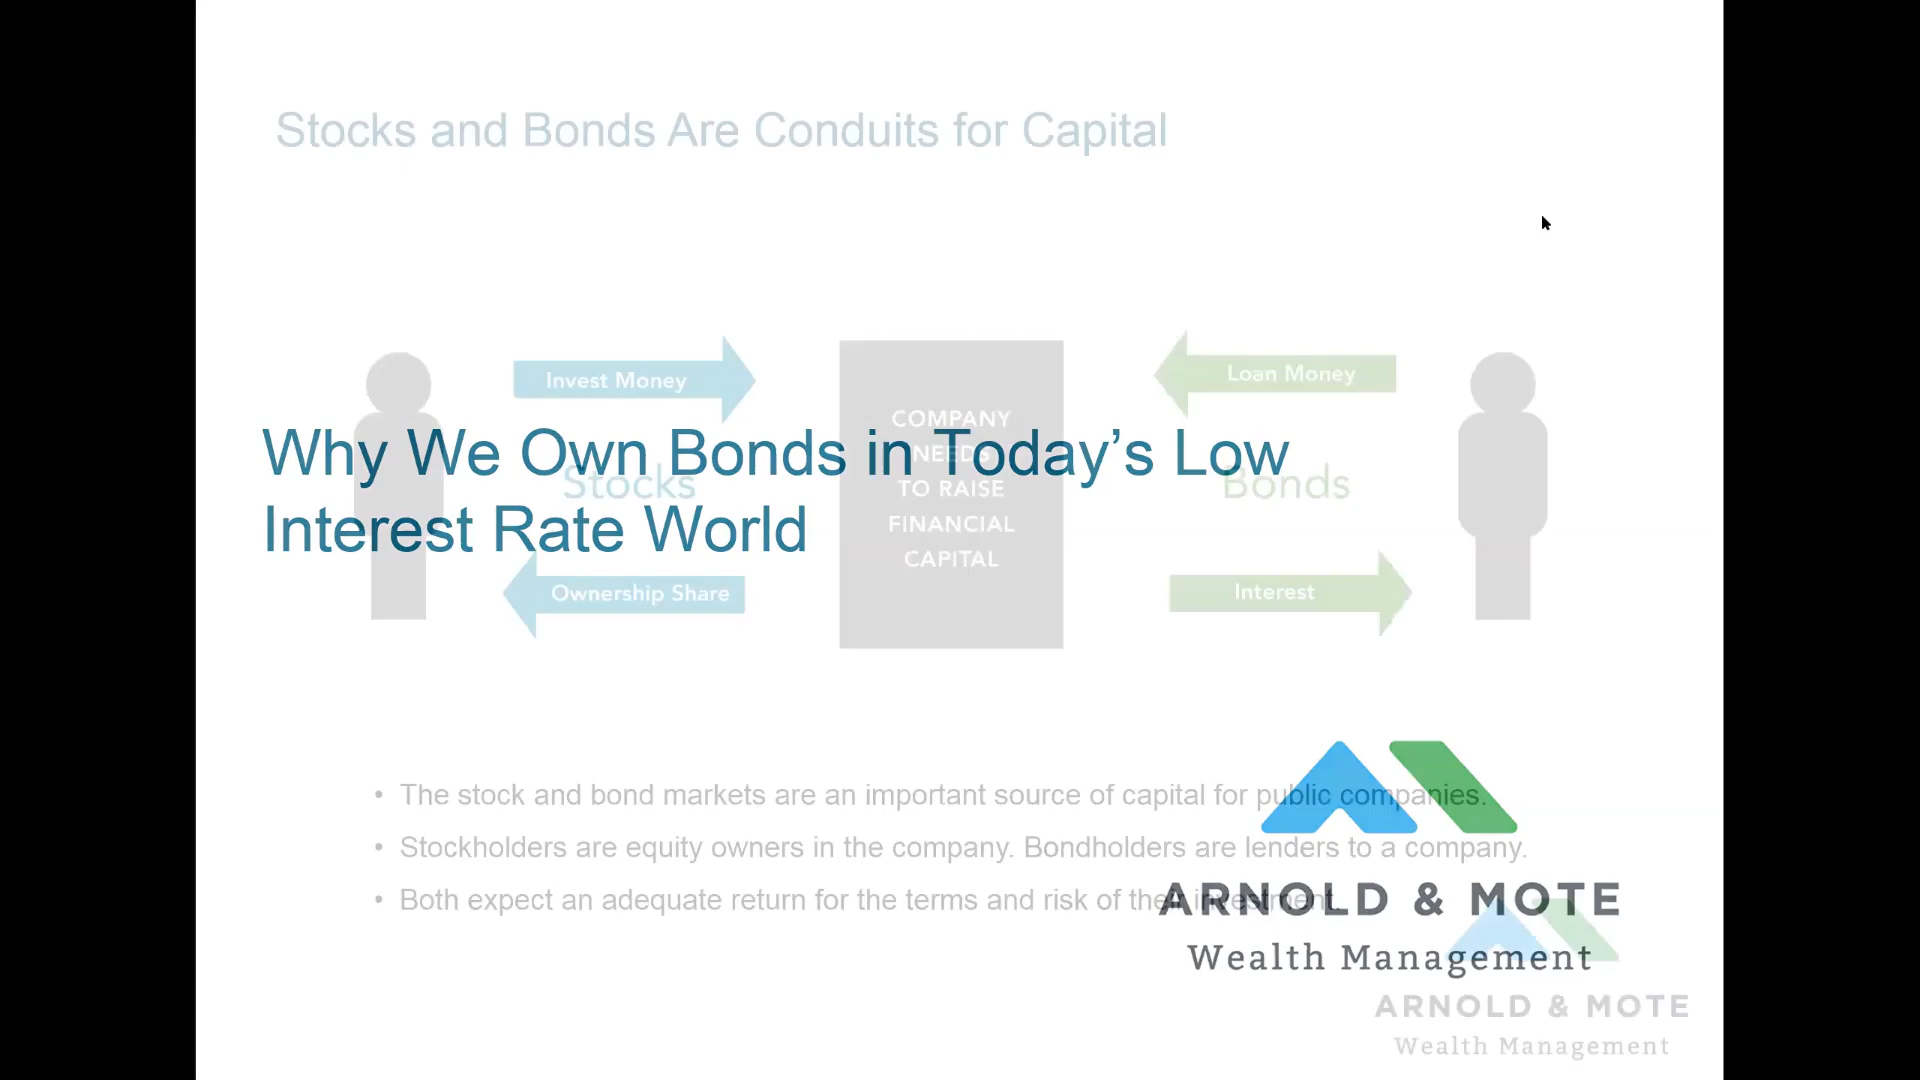 Stocks and Bonds Are Conduits for Capital
Invest Money
Loan Money
COMPANY
NEEDS
TO RAISE
FINANCIAL
CAPITAL
Why We Own Bonds in Today’s Low
Interest Rate World
Stocks
Bonds
Ownership Share
Interest
• The stock and bond markets are an important source of capital for public companies.
• Stockholders are equity owners in the company. Bondholders are lenders to a company.
• Both expect an adequate return for the terms and risk of their investment.
ARNOLD & MOTE
Wealth Management
ARNOLD & MOTE
Wealth Management